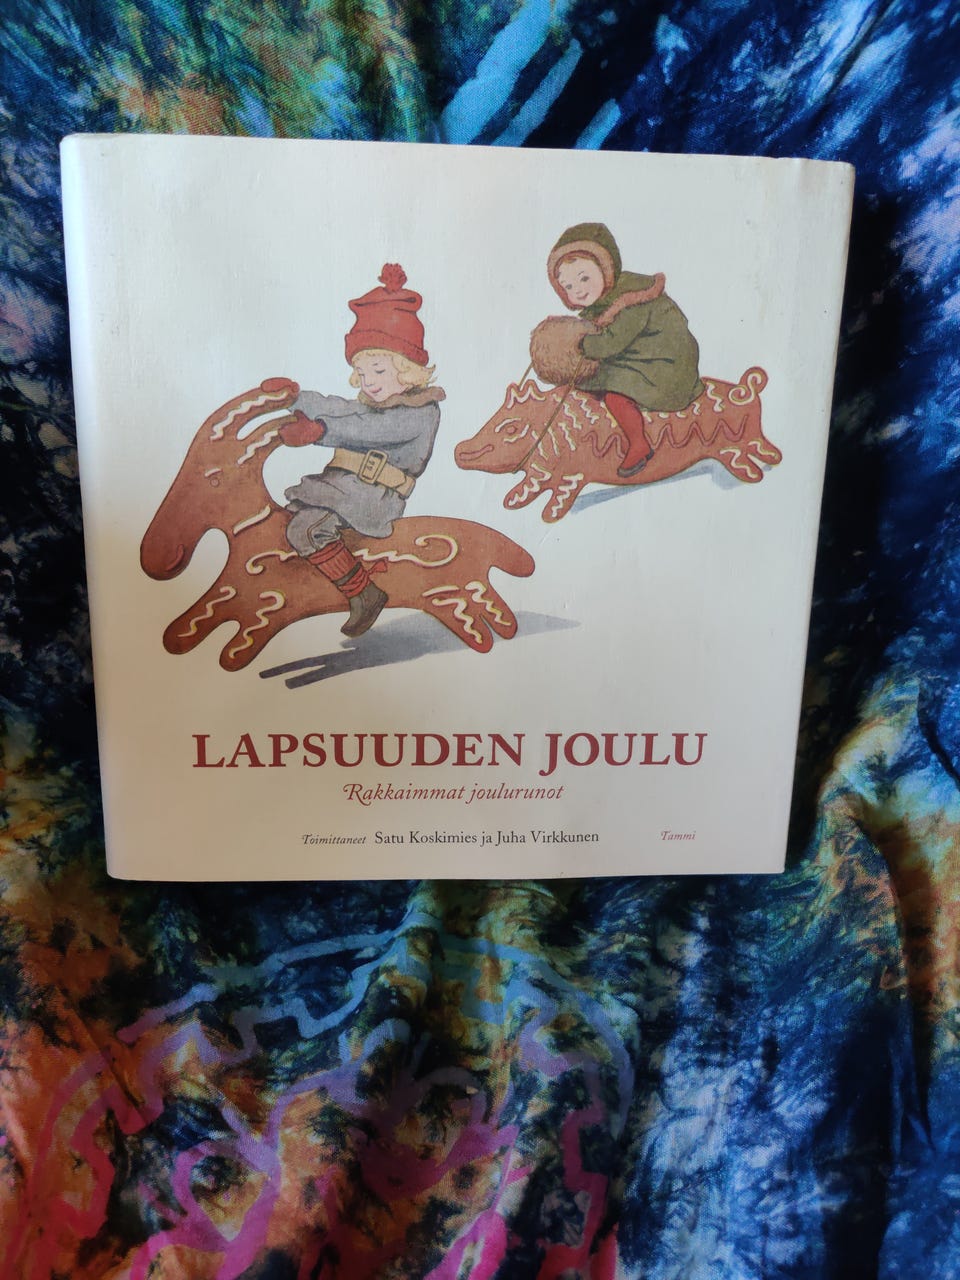 LAPSUUDEN JOULU
Rakkaimmat joulurunot
Toimittaneet Satu Koskimies ja Juha Virkkunen Tammi